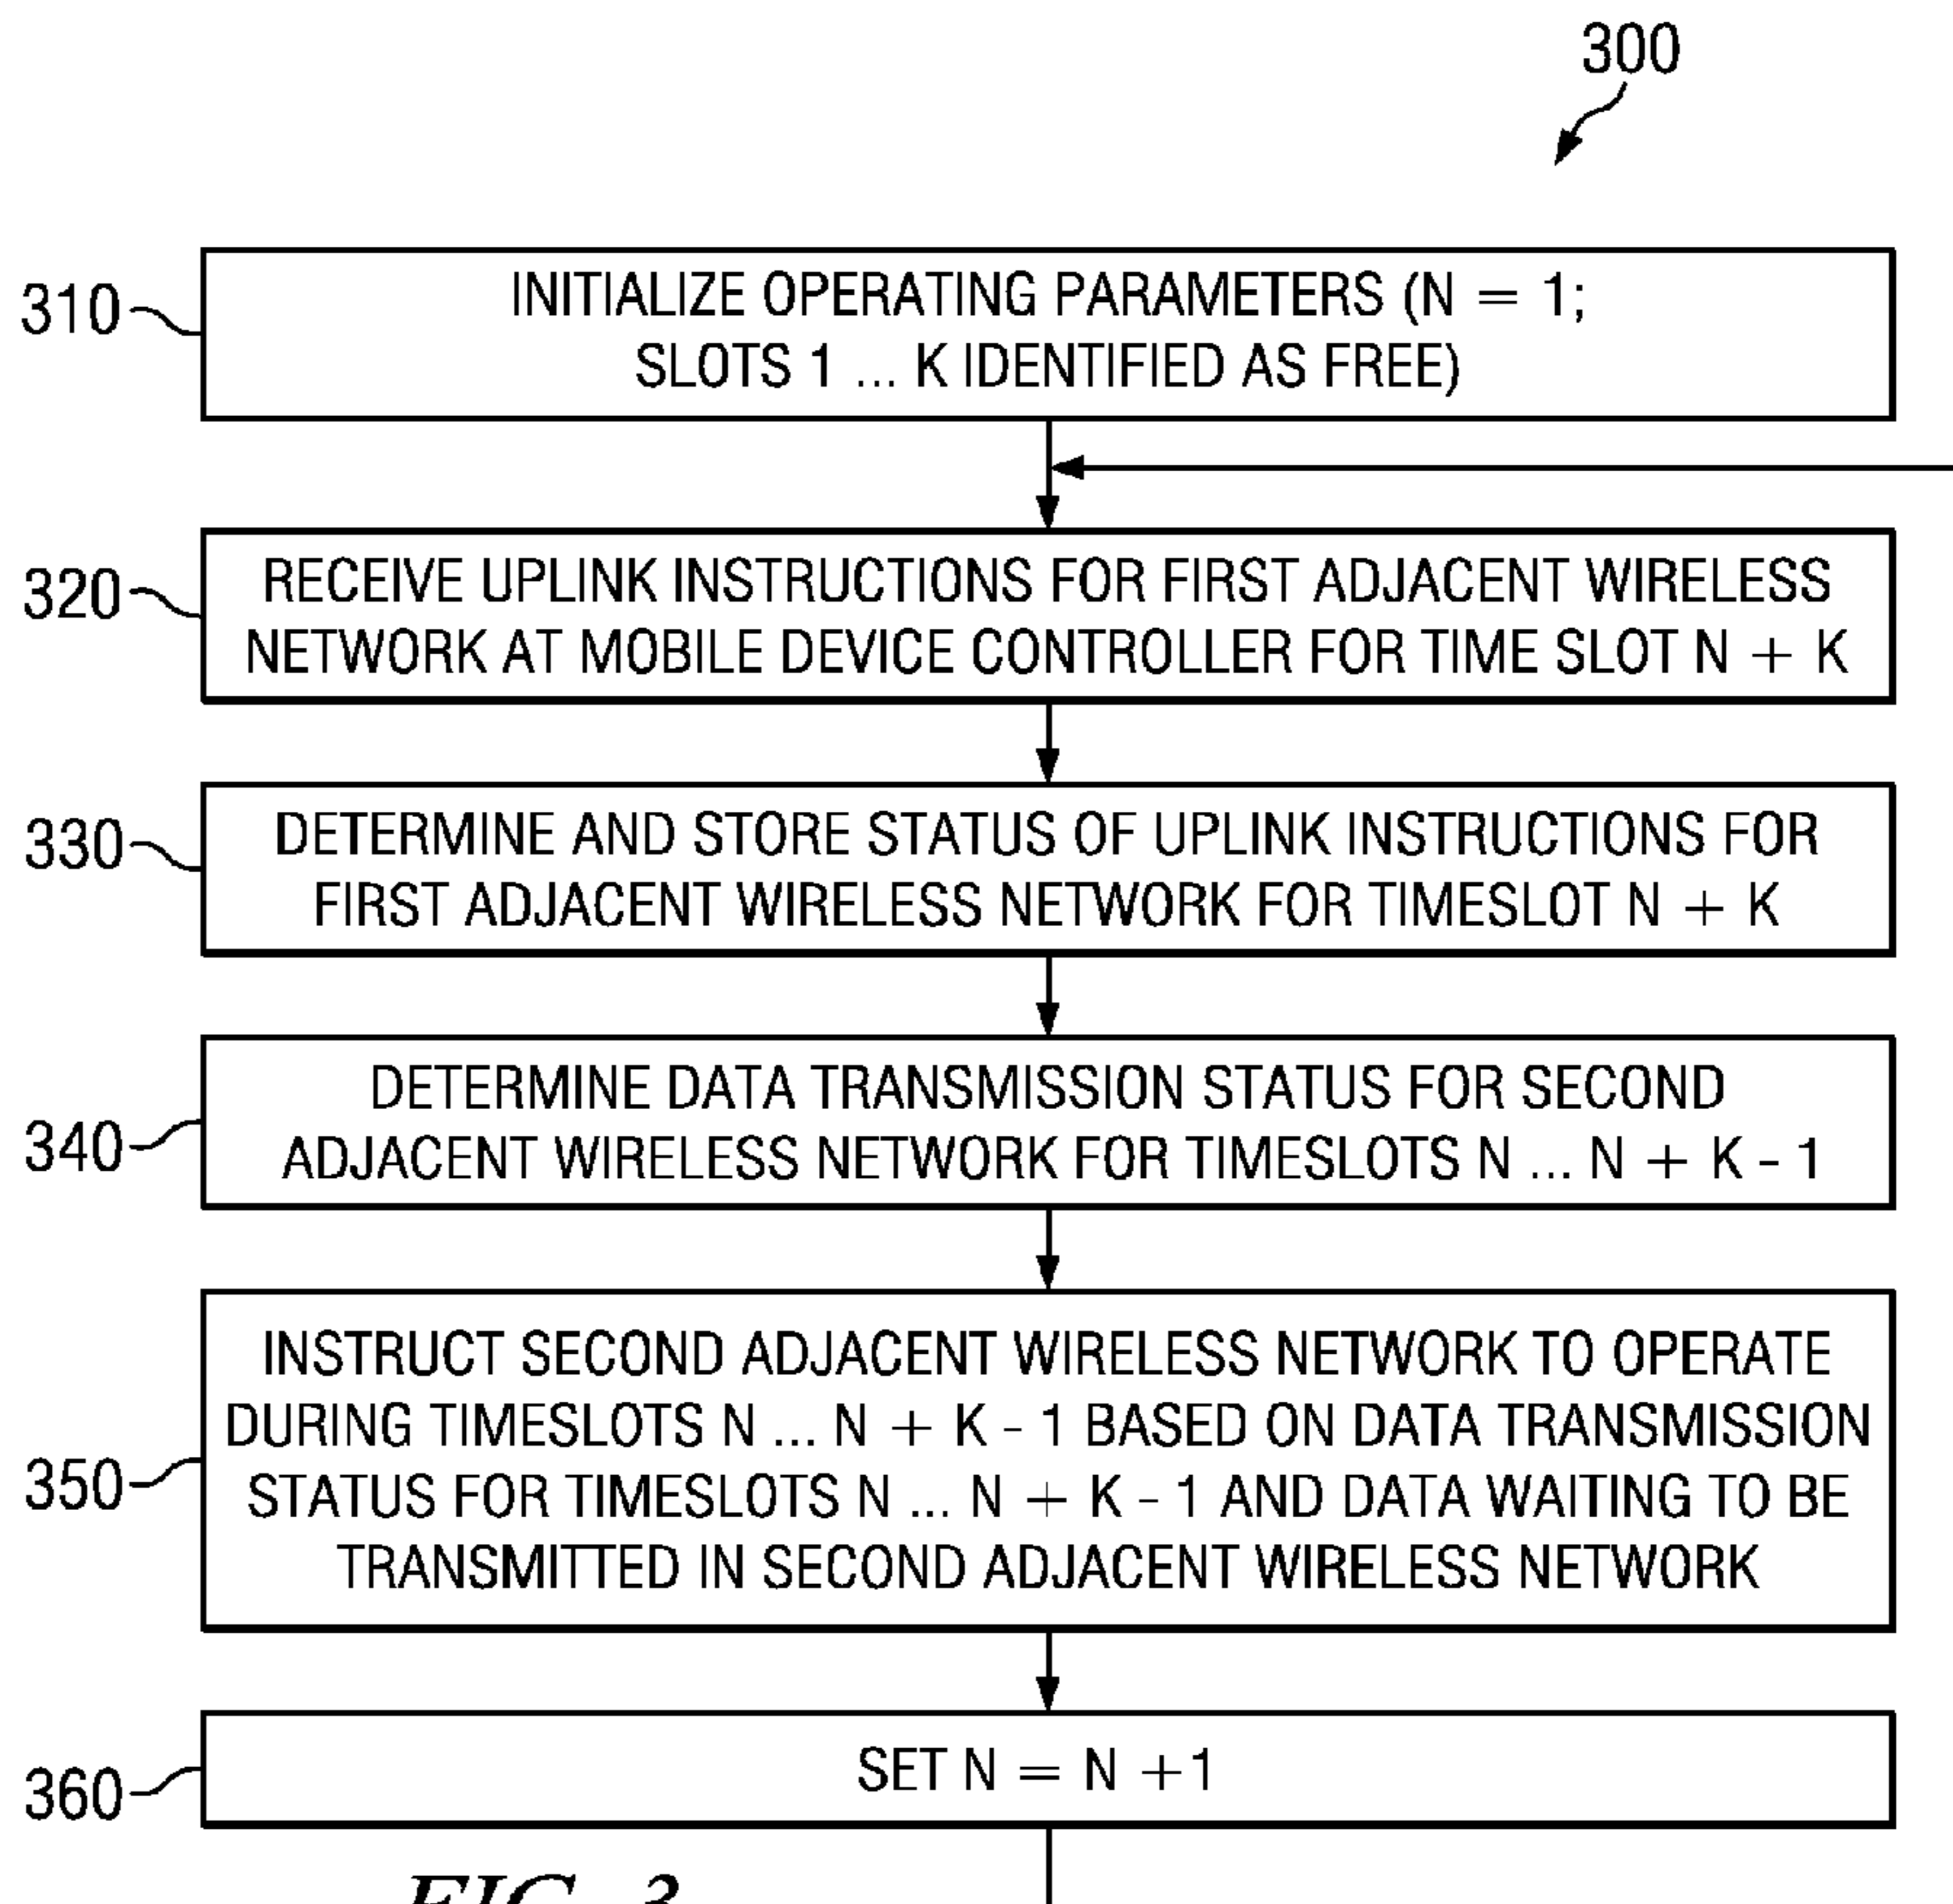 300
310
INITIALIZE OPERATING PARAMETERS (N = 1;
SLOTS 1 ... K IDENTIFIED AS FREE)
320
RECEIVE UPLINK INSTRUCTIONS FOR FIRST ADJACENT WIRELESS
NETWORK AT MOBILE DEVICE CONTROLLER FOR TIME SLOT N + K
330
DETERMINE AND STORE STATUS OF UPLINK INSTRUCTIONS FOR
FIRST ADJACENT WIRELESS NETWORK FOR TIMESLOT N + K
340
DETERMINE DATA TRANSMISSION STATUS FOR SECOND
ADJACENT WIRELESS NETWORK FOR TIMESLOTS N ... N + K - 1
350
INSTRUCT SECOND ADJACENT WIRELESS NETWORK TO OPERATE
DURING TIMESLOTS N ... N + K - 1 BASED ON DATA TRANSMISSION
STATUS FOR TIMESLOTS N ... N + K - 1 AND DATA WAITING TO BE
TRANSMITTED IN SECOND ADJACENT WIRELESS NETWORK
360
SET N = N +1
FIG. 3